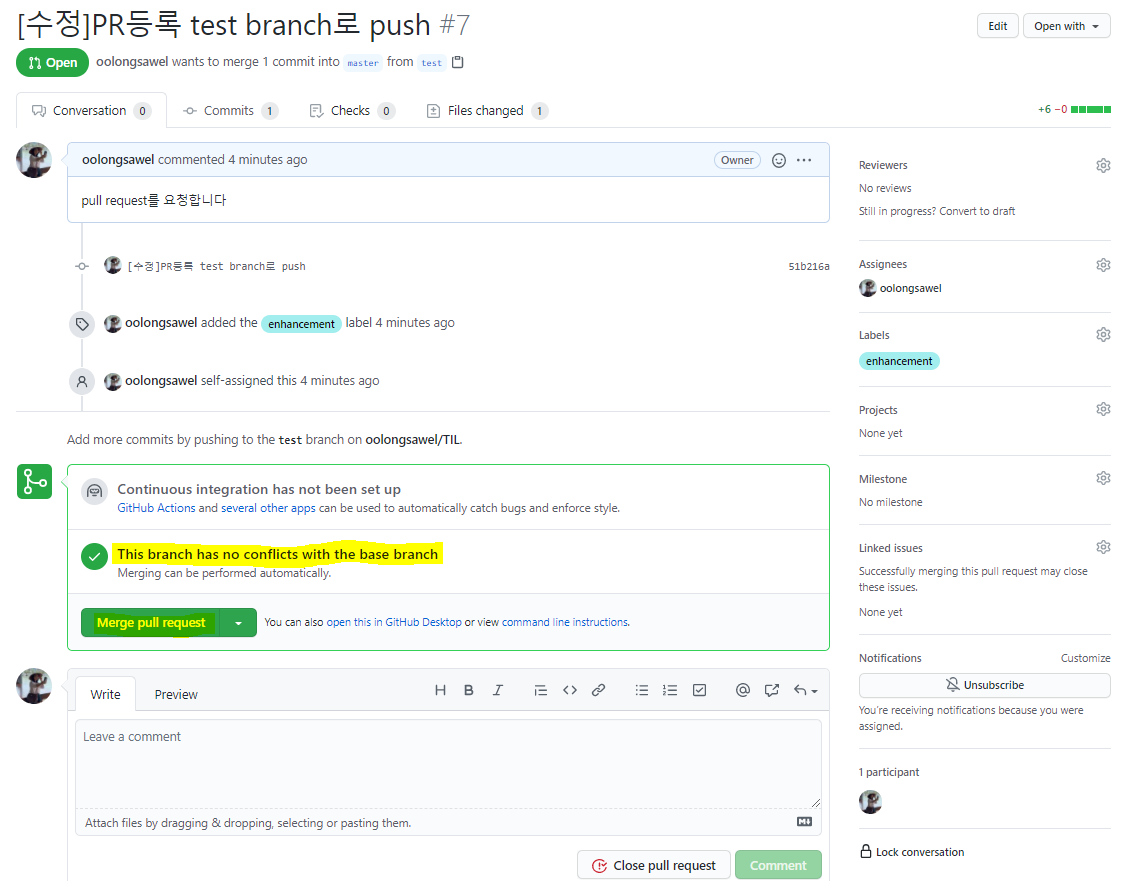 [수정]PR등록 test branch로 push #7
Edit
Open with
Open
oolongsawel wants to merge 1 commit into master from test
Conversation 0
Commits 1
Checks 0
Files changed 1
+6 −0
oolongsawel commented 4 minutes ago
Owner
pull request를 요청합니다
[수정]PR등록 test branch로 push
51b216a
oolongsawel added the enhancement label 4 minutes ago
oolongsawel self-assigned this 4 minutes ago
Add more commits by pushing to the test branch on oolongsawel/TIL.
Continuous integration has not been set up
GitHub Actions and several other apps can be used to automatically catch bugs and enforce style.
This branch has no conflicts with the base branch
Merging can be performed automatically.
Merge pull request
You can also open this in GitHub Desktop or view command line instructions.
Write
Preview
Leave a comment
Attach files by dragging & dropping, selecting or pasting them.
Close pull request
Comment
Reviewers
No reviews
Still in progress? Convert to draft
Assignees
oolongsawel
Labels
enhancement
Projects
None yet
Milestone
No milestone
Linked issues
Successfully merging this pull request may close
these issues.
None yet
Notifications
Customize
Unsubscribe
You're receiving notifications because you were
assigned.
1 participant
Lock conversation